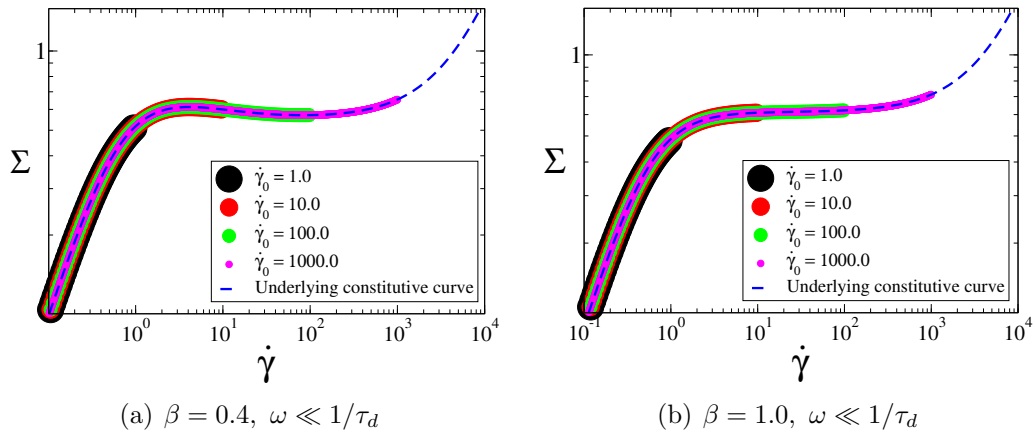 1
Σ
γ̇₀ = 1.0
γ̇₀ = 10.0
γ̇₀ = 100.0
γ̇₀ = 1000.0
Underlying constitutive curve
10⁰ 10¹ 10² 10³ 10⁴
γ̇
(a) β = 0.4, ω ≪ 1/τ_d
1
Σ
γ̇₀ = 1.0
γ̇₀ = 10.0
γ̇₀ = 100.0
γ̇₀ = 1000.0
Underlying constitutive curve
10⁻¹ 10⁰ 10¹ 10² 10³ 10⁴
γ̇
(b) β = 1.0, ω ≪ 1/τ_d